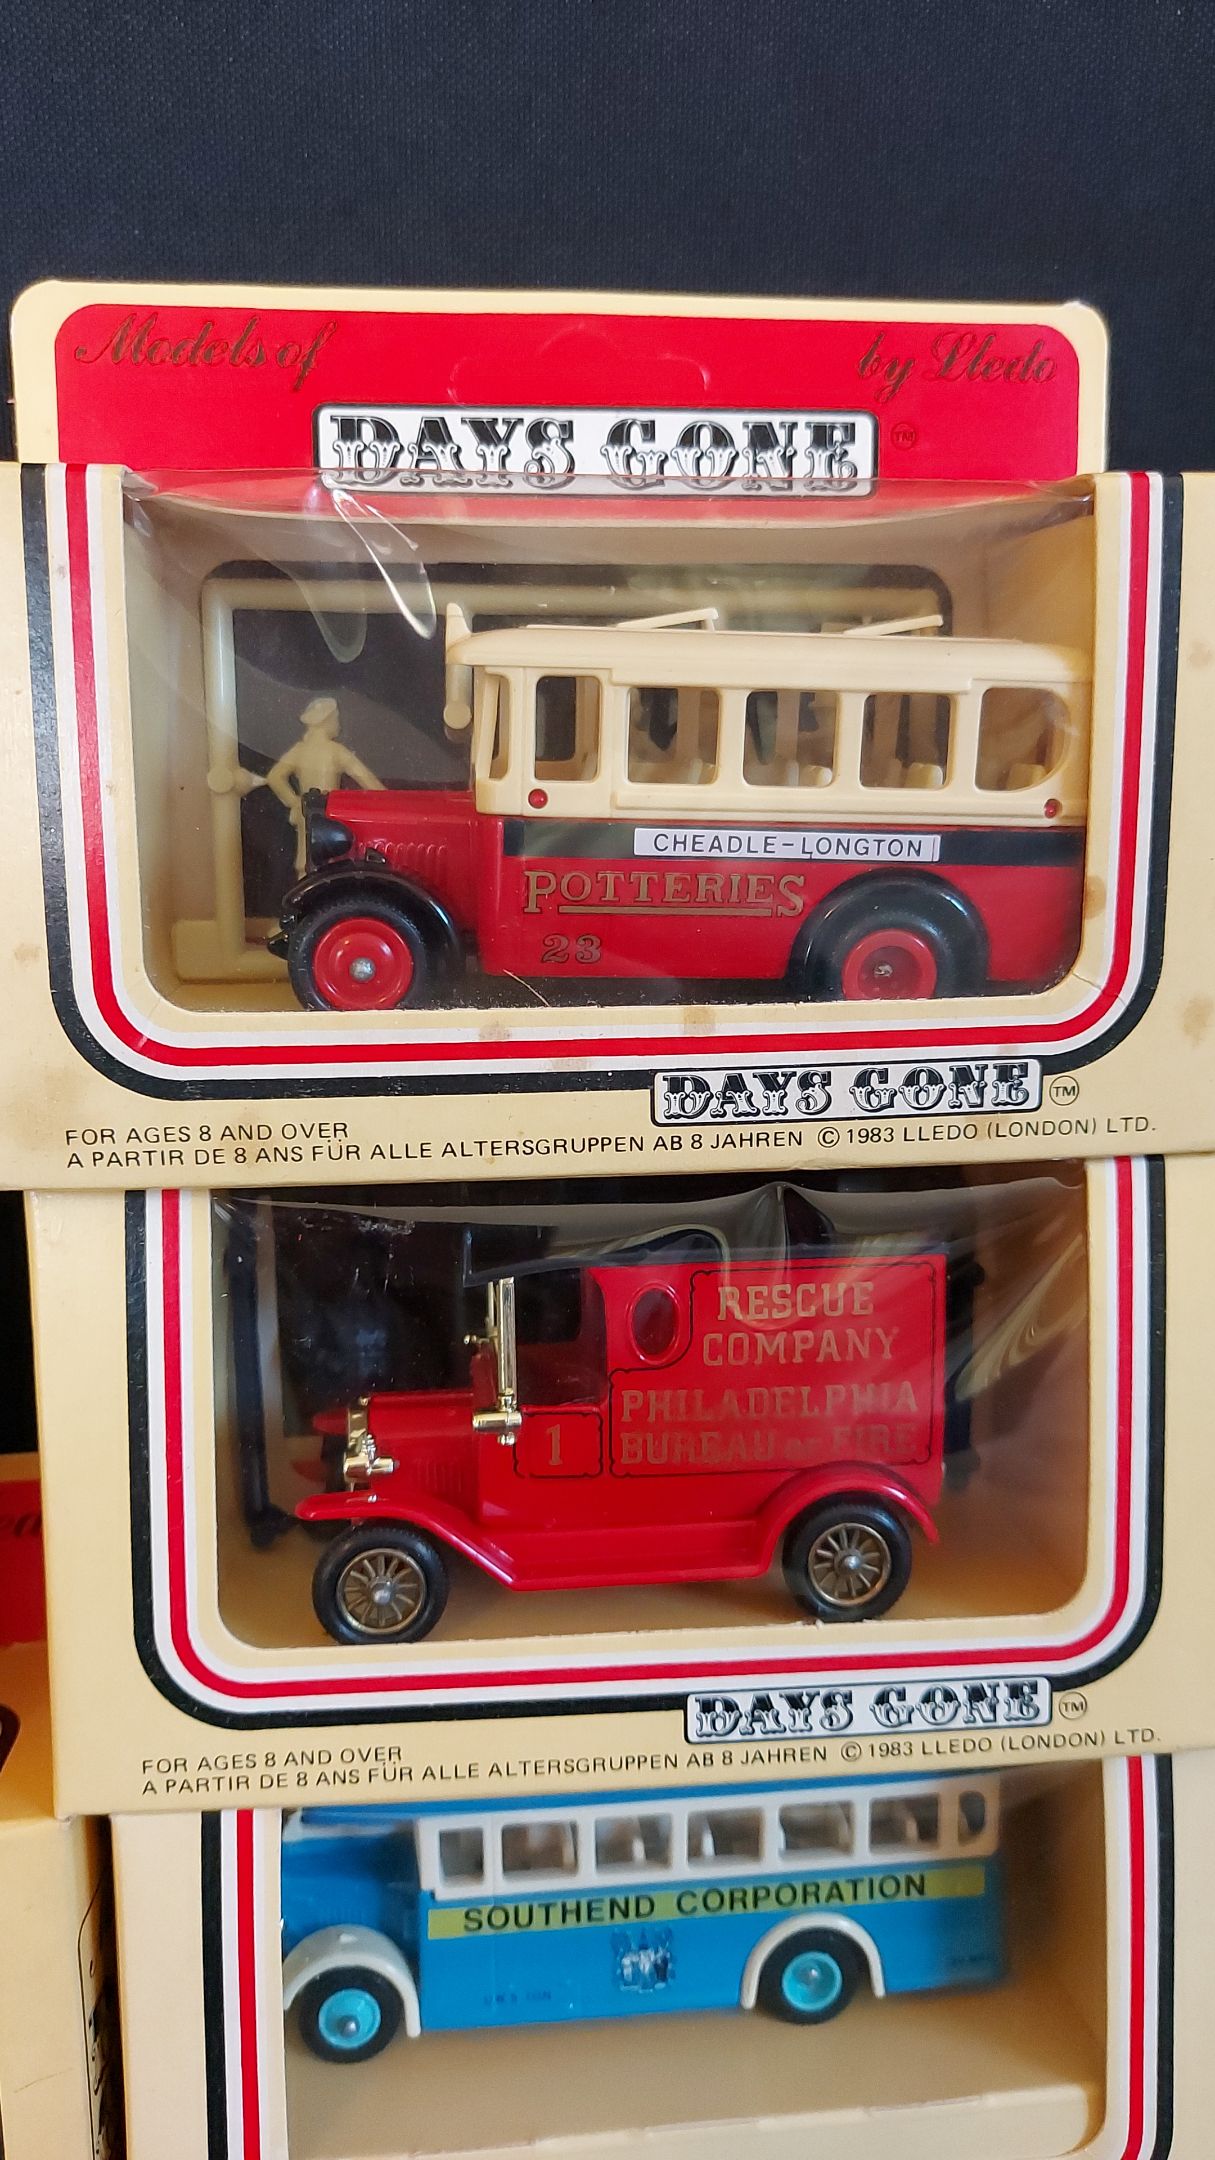 Models of by Lledo
DAYS GONE TM
CHEADLE-LONGTON
POTTERIES
23
DAYS GONE TM
FOR AGES 8 AND OVER
A PARTIR DE 8 ANS FÜR ALLE ALTERSGRUPPEN AB 8 JAHREN © 1983 LLEDO (LONDON) LTD.
RESCUE
COMPANY
PHILADELPHIA
1 BUREAU OF FIRE
DAYS GONE TM
FOR AGES 8 AND OVER
A PARTIR DE 8 ANS FÜR ALLE ALTERSGRUPPEN AB 8 JAHREN © 1983 LLEDO (LONDON) LTD.
SOUTHEND CORPORATION